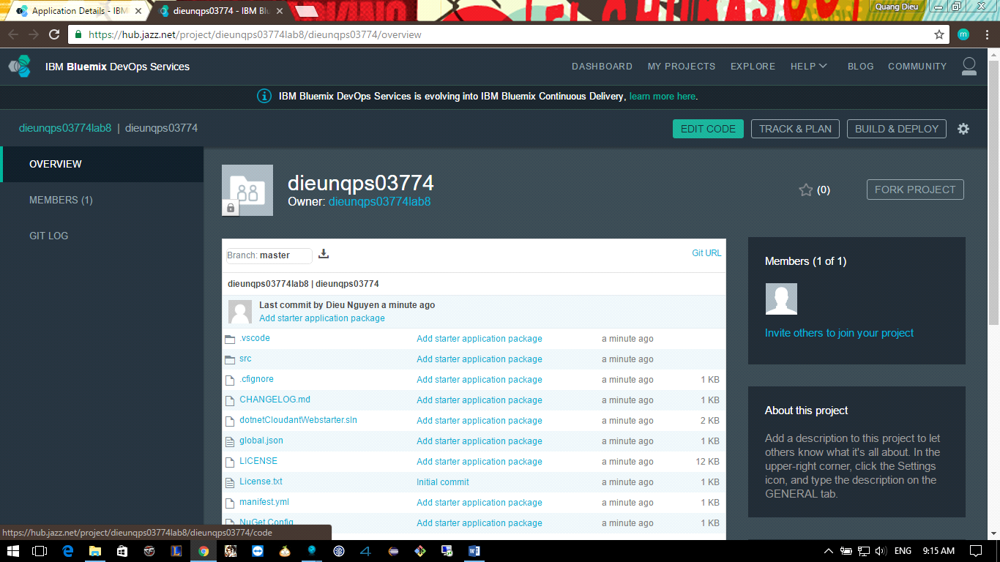 Application Details - IBM
dieunqps03774 - IBM Bl
Quang Dieu
https://hub.jazz.net/project/dieunqps03774lab8/dieunqps03774/overview
m
IBM Bluemix DevOps Services
DASHBOARD
MY PROJECTS
EXPLORE
HELP
BLOG
COMMUNITY
IBM Bluemix DevOps Services is evolving into IBM Bluemix Continuous Delivery, learn more here.
dieunqps03774lab8 | dieunqps03774
EDIT CODE
TRACK & PLAN
BUILD & DEPLOY
OVERVIEW
MEMBERS (1)
GIT LOG
dieunqps03774
Owner: dieunqps03774lab8
(0)
FORK PROJECT
Branch: master
Git URL
dieunqps03774lab8 | dieunqps03774
Last commit by Dieu Nguyen a minute ago
Add starter application package
.vscode Add starter application package a minute ago
src Add starter application package a minute ago
.cfignore Add starter application package a minute ago 1 KB
CHANGELOG.md Add starter application package a minute ago 1 KB
dotnetCloudantWebstarter.sln Add starter application package a minute ago 2 KB
global.json Add starter application package a minute ago 1 KB
LICENSE Add starter application package a minute ago 12 KB
License.txt Initial commit a minute ago 1 KB
manifest.yml Add starter application package a minute ago 1 KB
NuGet.Config Add starter application package a minute ago 1 KB
Members (1 of 1)
Invite others to join your project
About this project
Add a description to this project to let
others know what it's all about. In the
upper-right corner, click the Settings
icon, and type the description on the
GENERAL tab.
https://hub.jazz.net/project/dieunqps03774lab8/dieunqps03774/code
ENG
9:15 AM